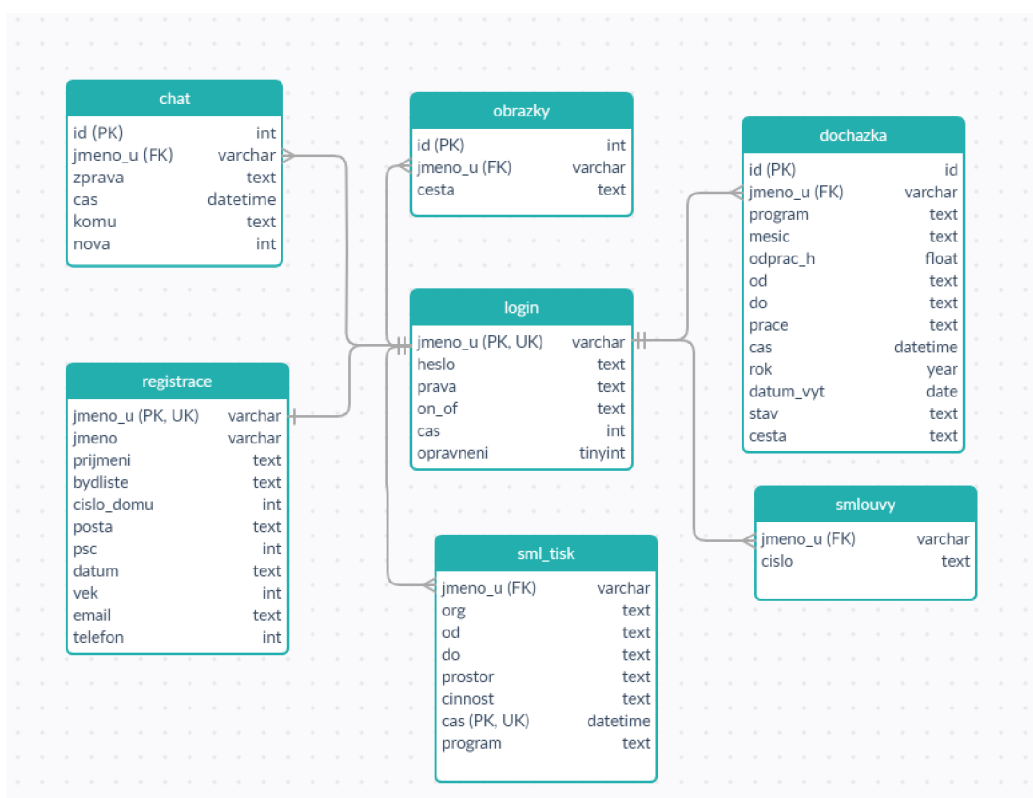 chat
id (PK) int
jmeno_u (FK) varchar
zprava text
cas datetime
komu text
nova int
obrazky
id (PK) int
jmeno_u (FK) varchar
cesta text
dochazka
id (PK) id
jmeno_u (FK) varchar
program text
mesic text
odprac_h float
od text
do text
prace text
cas datetime
rok year
datum_vyt date
stav text
cesta text
login
jmeno_u (PK, UK) varchar
heslo text
prava text
on_of text
cas int
opravneni tinyint
registrace
jmeno_u (PK, UK) varchar
jmeno varchar
prijmeni text
bydliste text
cislo_domu int
posta text
psc int
datum text
vek int
email text
telefon int
smlouvy
jmeno_u (FK) varchar
cislo text
sml_tisk
jmeno_u (FK) varchar
org text
od text
do text
prostor text
cinnost text
cas (PK, UK) datetime
program text